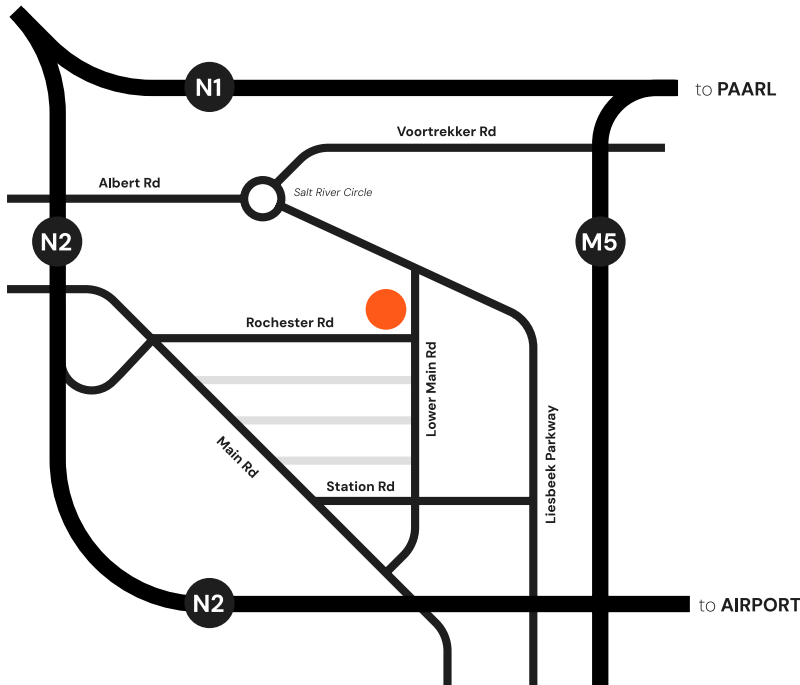 N1
to PAARL
Voortrekker Rd
Albert Rd
Salt River Circle
N2
M5
Rochester Rd
Lower Main Rd
Main Rd
Liesbeek Parkway
Station Rd
N2
to AIRPORT